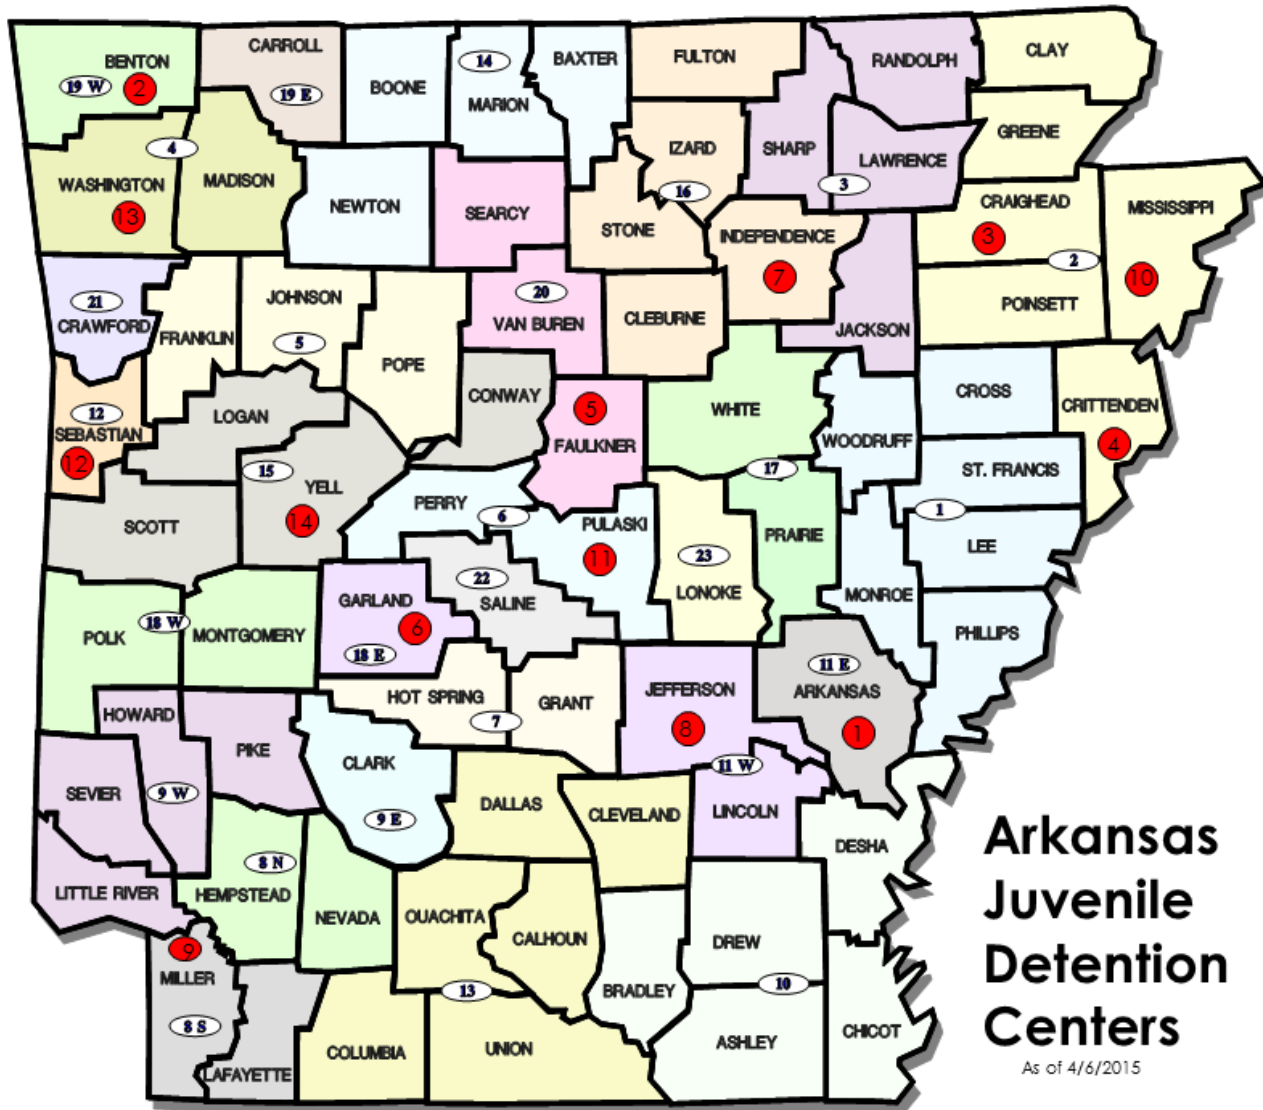 BENTON
19 W
2
CARROLL
19 E
BOONE
14
MARION
BAXTER
FULTON
RANDOLPH
CLAY
GREENE
IZARD
SHARP
LAWRENCE
3
16
4
WASHINGTON
13
MADISON
NEWTON
SEARCY
STONE
INDEPENDENCE
7
CRAIGHEAD
3
2
MISSISSIPPI
10
21
CRAWFORD
FRANKLIN
JOHNSON
5
POPE
20
VAN BUREN
CLEBURNE
JACKSON
POINSETT
12
SEBASTIAN
12
LOGAN
CONWAY
5
FAULKNER
WHITE
WOODRUFF
CROSS
CRITTENDEN
4
ST. FRANCIS
15
YELL
14
SCOTT
PERRY
6
PULASKI
11
17
PRAIRIE
23
LONOKE
1
LEE
MONROE
PHILLIPS
POLK
18 W
MONTGOMERY
GARLAND
6
18 E
22
SALINE
HOT SPRING
7
GRANT
JEFFERSON
8
11 E
ARKANSAS
1
HOWARD
PIKE
CLARK
9 E
SEVIER
9 W
DALLAS
CLEVELAND
11 W
LINCOLN
DESHA
LITTLE RIVER
8 N
HEMPSTEAD
NEVADA
OUACHITA
CALHOUN
DREW
BRADLEY
10
9
MILLER
8 S
LAFAYETTE
COLUMBIA
13
UNION
ASHLEY
CHICOT
Arkansas
Juvenile
Detention
Centers
As of 4/6/2015